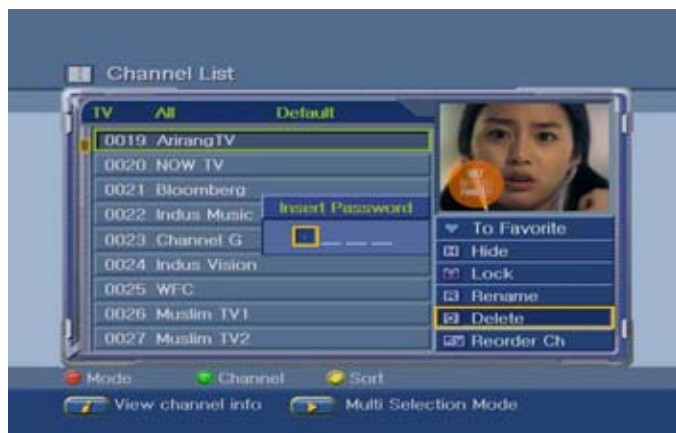 Channel List
TV All Default
0019 ArirangTV
0020 NOW TV
0021 Bloomberg
0022 Indus Music
0023 Channel G
0024 Indus Vision
0025 WFC
0026 Muslim TV1
0027 Muslim TV2
Insert Password
To Favorite
Hide
Lock
Rename
Delete
Reorder Ch
Mode Channel Sort
View channel info Multi Selection Mode